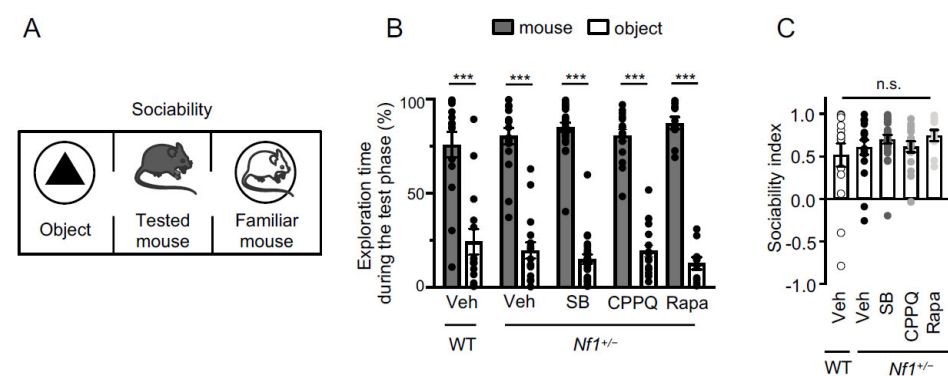 A
Sociability
Object
Tested mouse
Familiar mouse
B
mouse object
*** *** *** *** ***
Exploration time
during the test phase (%)
100
50
0
Veh Veh SB CPPQ Rapa
WT Nf1+/−
C
n.s.
Sociability index
1.0
0.5
0.0
-0.5
-1.0
Veh Veh SB CPPQ Rapa
WT Nf1+/−